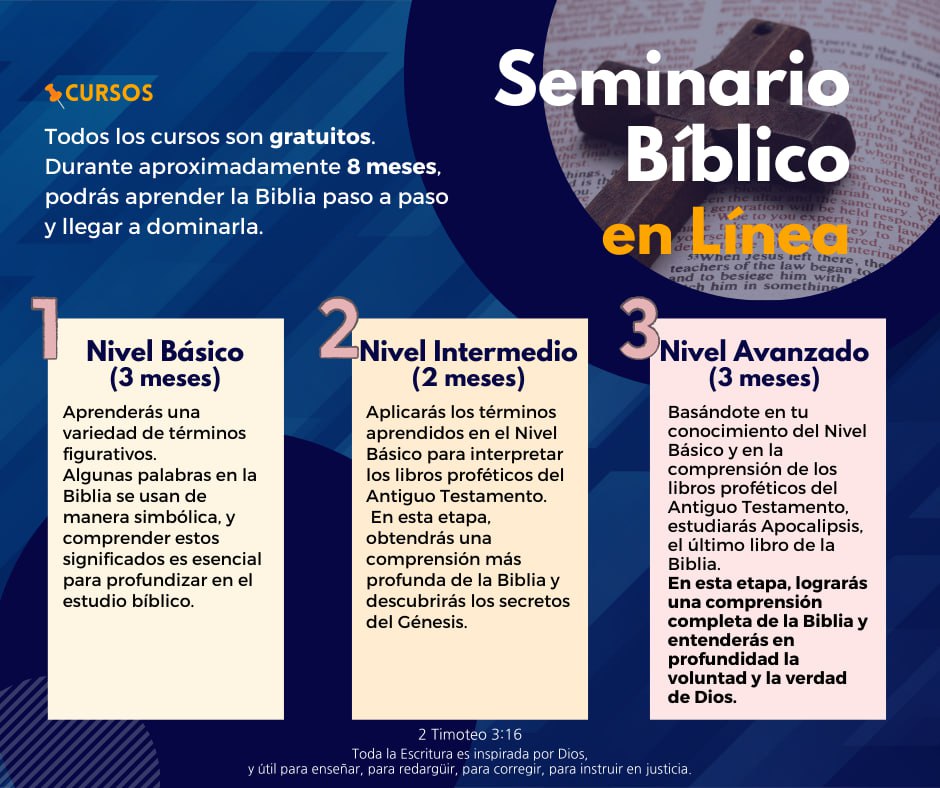 CURSOS
Todos los cursos son gratuitos.
Durante aproximadamente 8 meses,
podrás aprender la Biblia paso a paso
y llegar a dominarla.
Seminario
Bíblico
en Línea
1
Nivel Básico
(3 meses)
Aprenderás una
variedad de términos
figurativos.
Algunas palabras en la
Biblia se usan de
manera simbólica, y
comprender estos
significados es esencial
para profundizar en el
estudio bíblico.
2
Nivel Intermedio
(2 meses)
Aplicarás los términos
aprendidos en el Nivel
Básico para interpretar
los libros proféticos del
Antiguo Testamento.
En esta etapa,
obtendrás una
comprensión más
profunda de la Biblia y
descubrirás los secretos
del Génesis.
3
Nivel Avanzado
(3 meses)
Basándote en tu
conocimiento del Nivel
Básico y en la
comprensión de los
libros proféticos del
Antiguo Testamento,
estudiarás Apocalipsis,
el último libro de la
Biblia.
En esta etapa, lograrás
una comprensión
completa de la Biblia y
entenderás en
profundidad la
voluntad y la verdad
de Dios.
2 Timoteo 3:16
Toda la Escritura es inspirada por Dios,
y útil para enseñar, para redargüir, para corregir, para instruir en justicia.